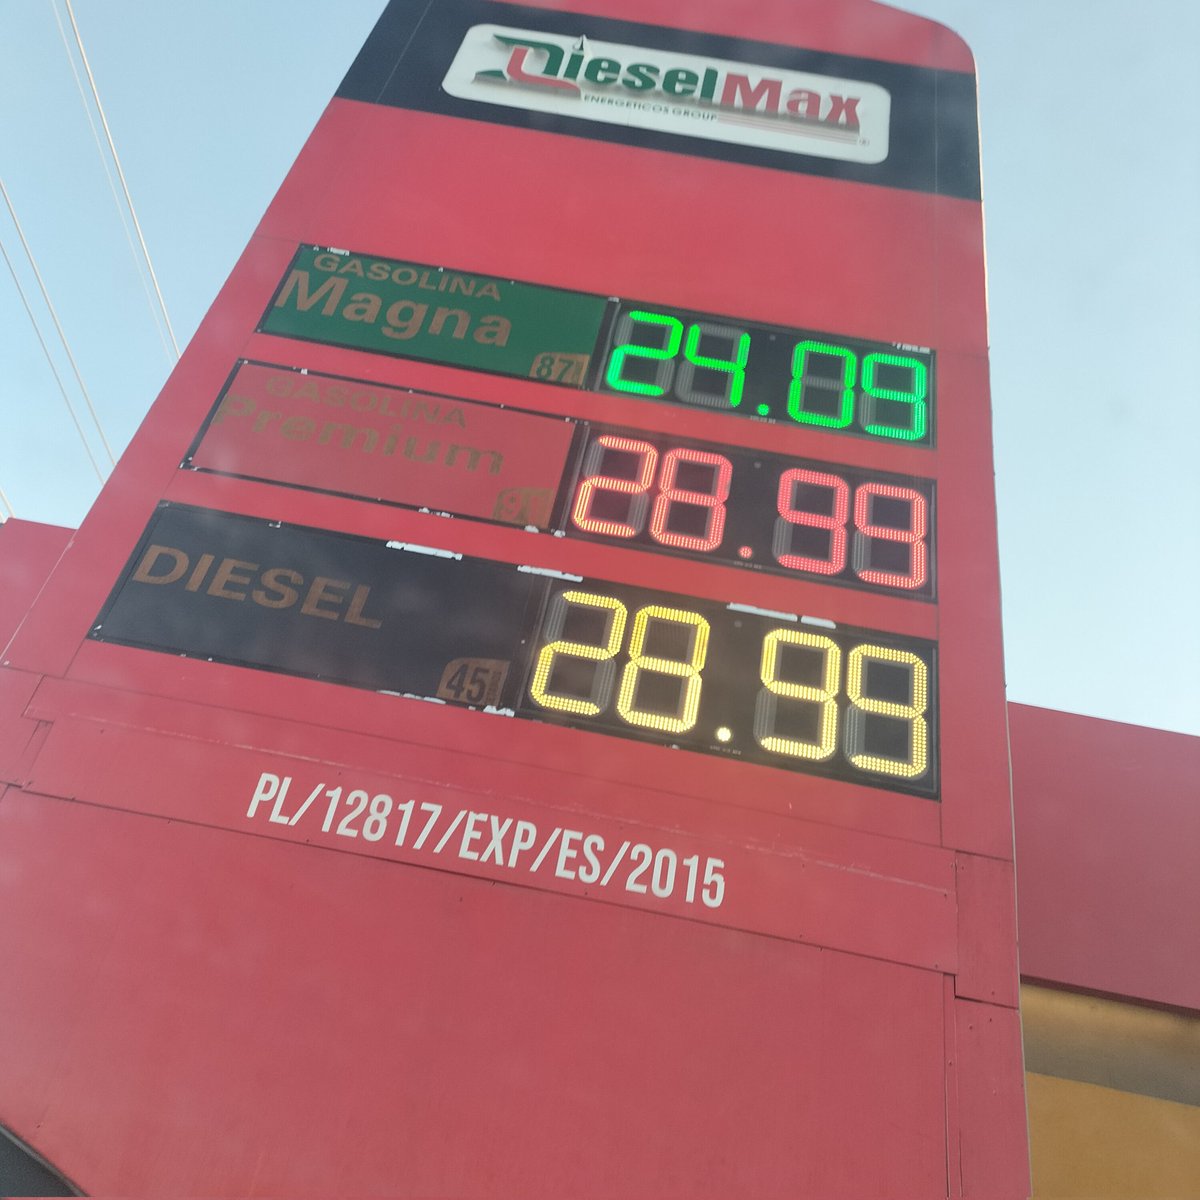 DieselMax
ENERGETICOS GROUP
GASOLINA
Magna
87
24.09
GASOLINA
Premium
28.99
DIESEL
45
28.99
PL/12817/EXP/ES/2015